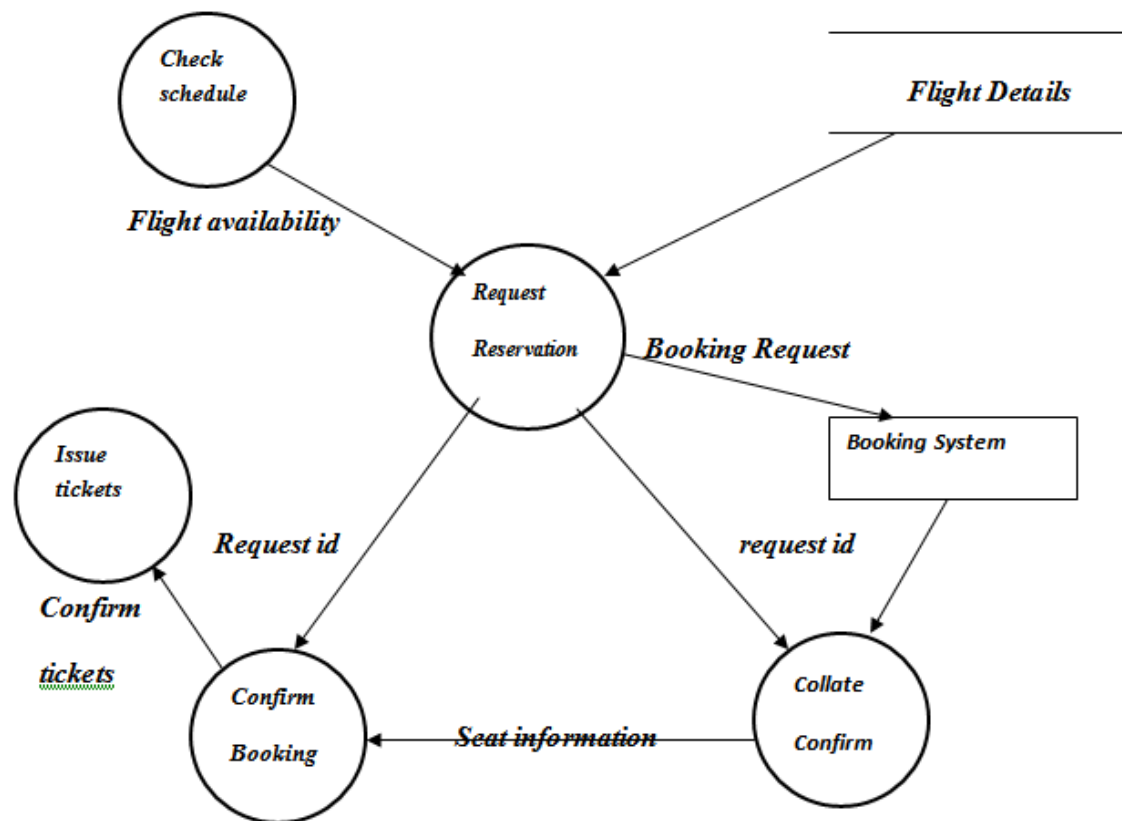 Check
schedule
Flight Details
Flight availability
Request
Reservation
Booking Request
Booking System
Issue
tickets
Request id
request id
Confirm
tickets
Confirm
Booking
Seat information
Collate
Confirm